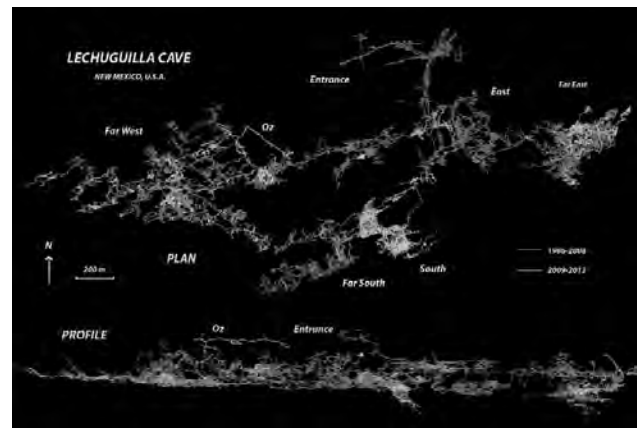 LECHUGUILLA CAVE
NEW MEXICO, U.S.A.
Entrance
East
Far East
Far West
Oz
N
200 m
PLAN
1986-2008
2009-2013
South
Far South
PROFILE
Oz
Entrance